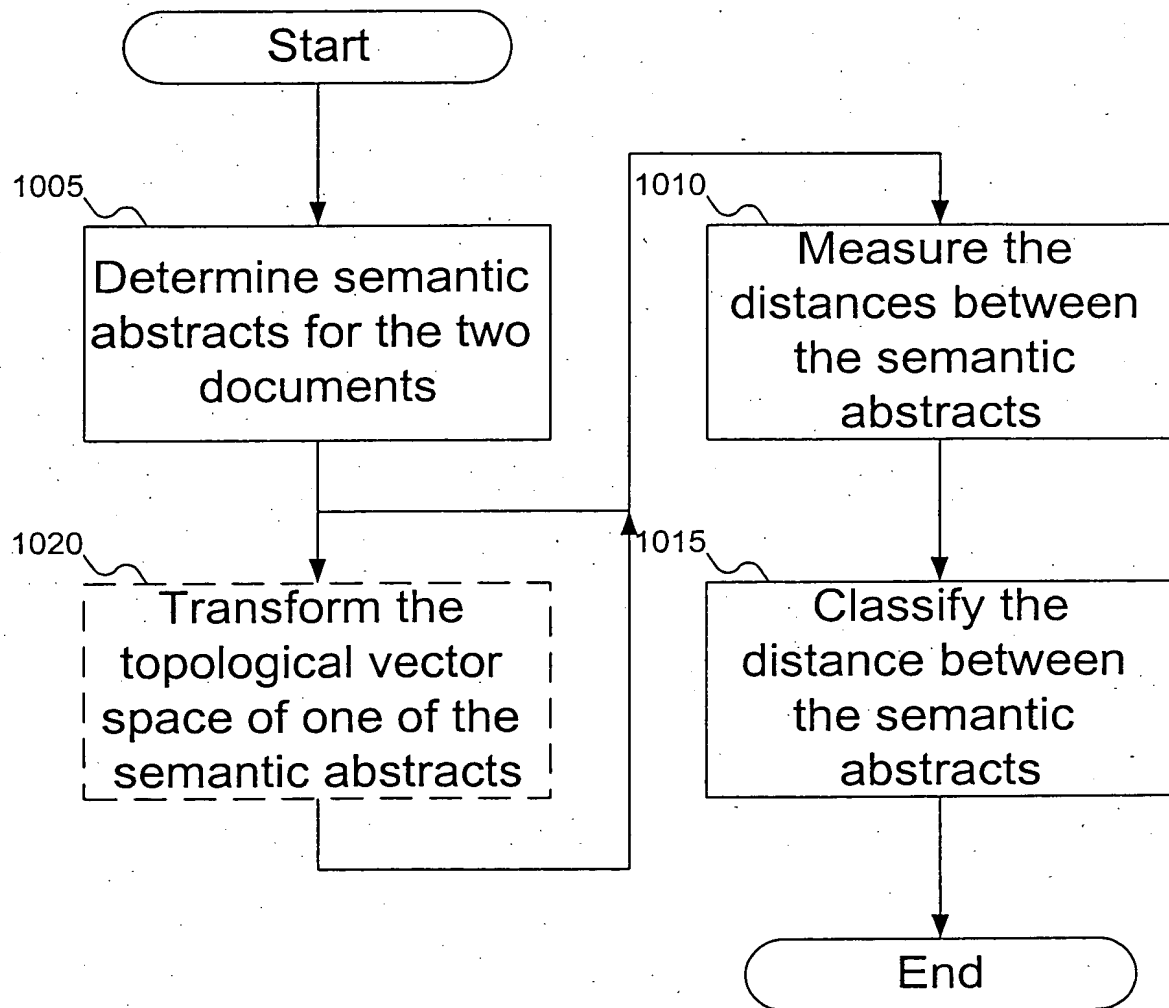 Start
1005
Determine semantic
abstracts for the two
documents
1020
Transform the
topological vector
space of one of the
semantic abstracts
1010
Measure the
distances between
the semantic
abstracts
1015
Classify the
distance between
the semantic
abstracts
End